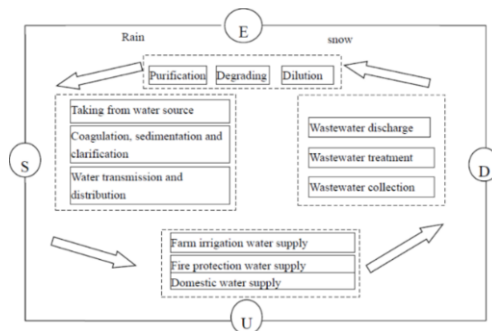 E
Rain
snow
Purification
Degrading
Dilution
Taking from water source
Coagulation, sedimentation and
clarification
Water transmission and
distribution
S
Wastewater discharge
Wastewater treatment
Wastewater collection
D
Farm irrigation water supply
Fire protection water supply
Domestic water supply
U